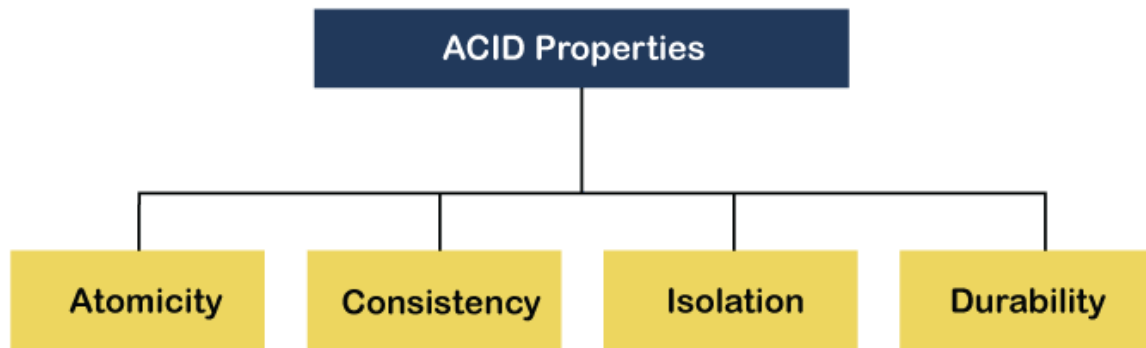 ACID Properties
Atomicity
Consistency
Isolation
Durability